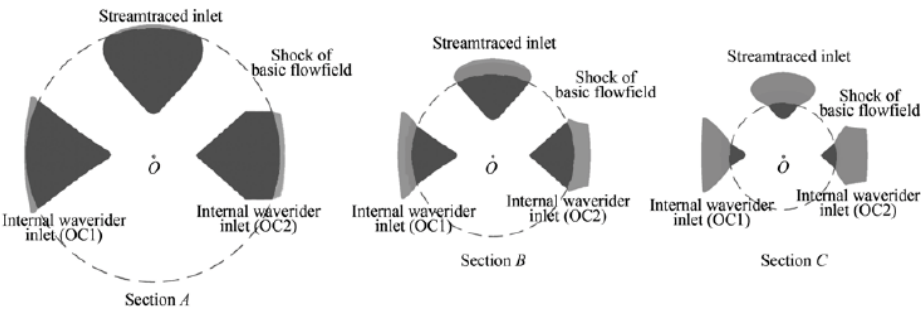 Streamtraced inlet
Shock of
basic flowfield
O
Internal waverider
inlet (OC1)
Internal waverider
inlet (OC2)
Section A
Streamtraced inlet
Shock of
basic flowfield
O
Internal waverider
inlet (OC1)
Internal waverider
inlet (OC2)
Section B
Streamtraced inlet
Shock of
basic flowfield
O
Internal waverider
inlet (OC1)
Internal waverider
inlet (OC2)
Section C